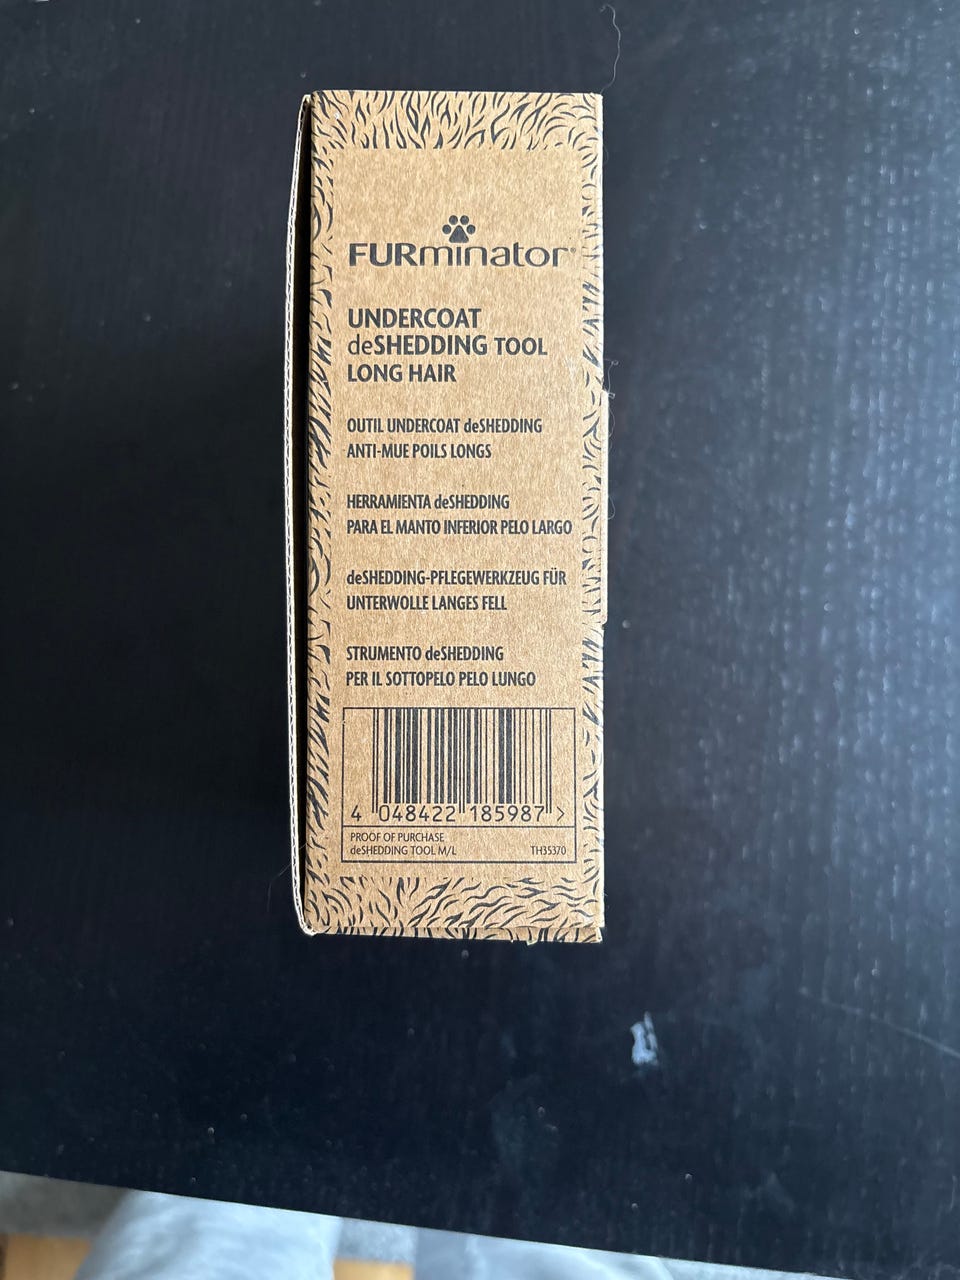 FURminator®
UNDERCOAT
deSHEDDING TOOL
LONG HAIR
OUTIL UNDERCOAT deSHEDDING
ANTI-MUE POILS LONGS
HERRAMIENTA deSHEDDING
PARA EL MANTO INFERIOR PELO LARGO
deSHEDDING-PFLEGEWERKZEUG FÜR
UNTERWOLLE LANGES FELL
STRUMENTO deSHEDDING
PER IL SOTTOPELO PELO LUNGO
4 048422 185987 >
PROOF OF PURCHASE
deSHEDDING TOOL M/L TH35370